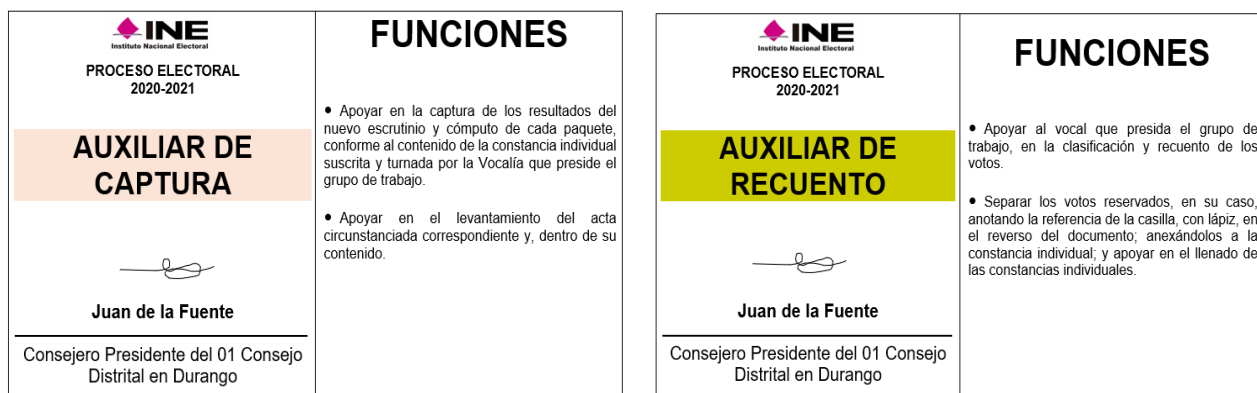 INE
Instituto Nacional Electoral
PROCESO ELECTORAL
2020-2021
AUXILIAR DE
CAPTURA
Juan de la Fuente
Consejero Presidente del 01 Consejo
Distrital en Durango
FUNCIONES
• Apoyar en la captura de los resultados del
nuevo escrutinio y cómputo de cada paquete,
conforme al contenido de la constancia individual
suscrita y turnada por la Vocalía que preside el
grupo de trabajo.
• Apoyar en el levantamiento del acta
circunstanciada correspondiente y, dentro de su
contenido.
INE
Instituto Nacional Electoral
PROCESO ELECTORAL
2020-2021
AUXILIAR DE
RECUENTO
Juan de la Fuente
Consejero Presidente del 01 Consejo
Distrital en Durango
FUNCIONES
• Apoyar al vocal que presida el grupo de
trabajo, en la clasificación y recuento de los
votos.
• Separar los votos reservados, en su caso,
anotando la referencia de la casilla, con lápiz, en
el reverso del documento; anexándolos a la
constancia individual; y apoyar en el llenado de
las constancias individuales.